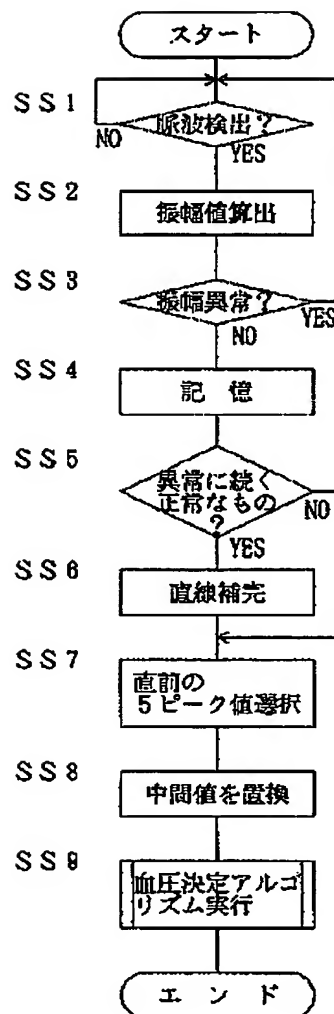 スタート
SS1
脈波検出?
NO
YES
SS2
振幅値算出
SS3
振幅異常?
YES
NO
SS4
記 憶
SS5
異常に続く
正常なもの
?
NO
YES
SS6
直線補完
SS7
直前の
5ピーク値選択
SS8
中間値を置換
SS9
血圧決定アルゴ
リズム実行
エ ン ド